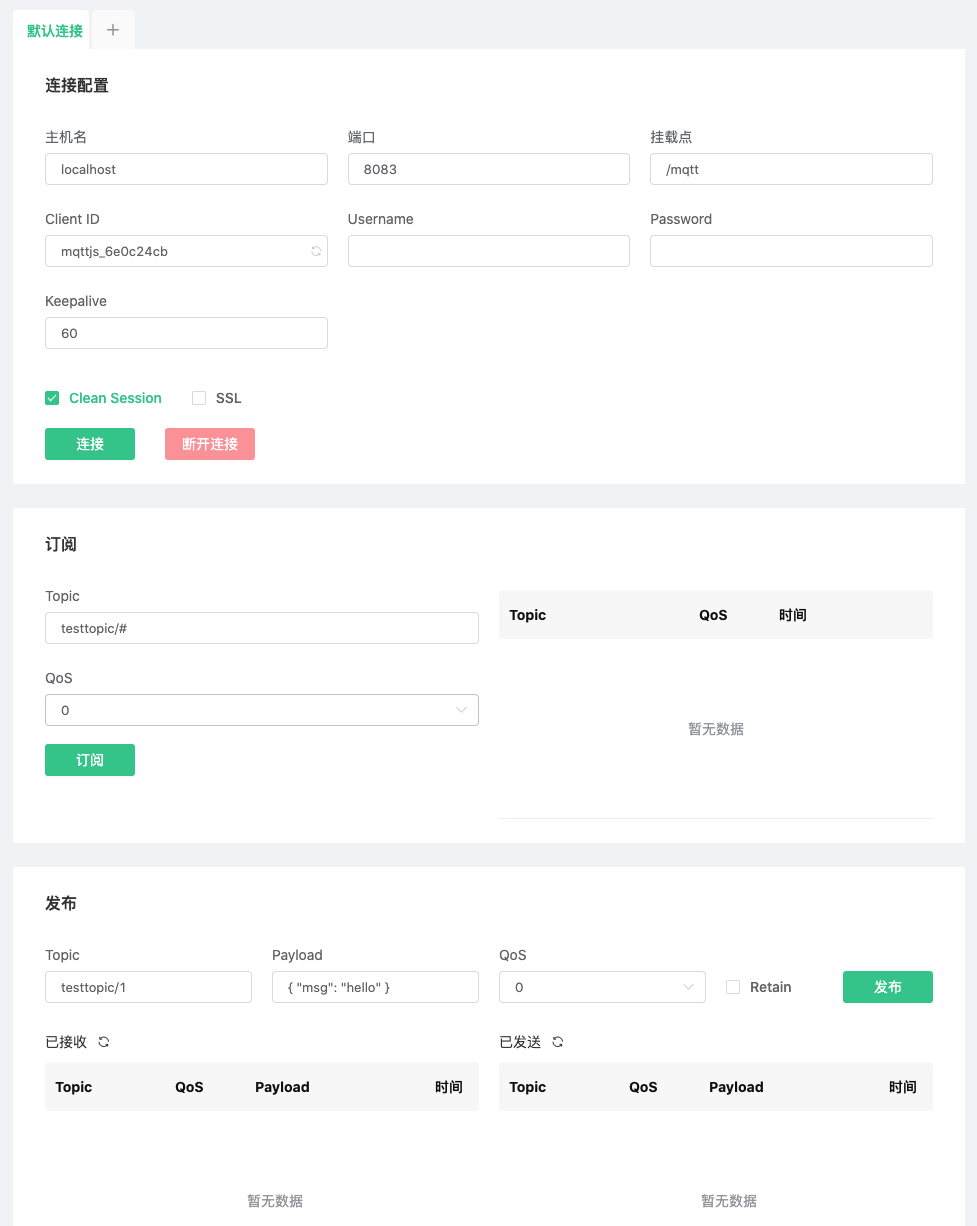 默认连接 +
连接配置
主机名 端口 挂载点
localhost 8083 /mqtt
Client ID Username Password
mqttjs_6e0c24cb
Keepalive
60
Clean Session SSL
连接 断开连接
订阅
Topic
testtopic/#
QoS
0
订阅
Topic QoS 时间
暂无数据
发布
Topic Payload QoS
testtopic/1 { "msg": "hello" } 0 Retain 发布
已接收 已发送
Topic QoS Payload 时间 Topic QoS Payload 时间
暂无数据 暂无数据